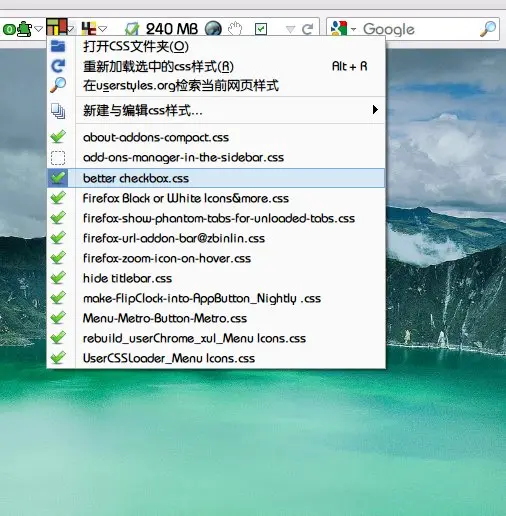 0 240 MB Google
打开CSS文件夹(O)
重新加载选中的css样式(R) Alt + R
在userstyles.org检索当前网页样式
新建与编辑css样式...
about-addons-compact.css
add-ons-manager-in-the-sidebar.css
better checkbox.css
Firefox Black or White Icons&more.css
firefox-show-phantom-tabs-for-unloaded-tabs.css
firefox-url-addon-bar@zbinlin.css
firefox-zoom-icon-on-hover.css
hide titlebar.css
make-FlipClock-into-AppButton_Nightly .css
Menu-Metro-Button-Metro.css
rebuild_userChrome_xul_Menu Icons.css
UserCSSLoader_Menu Icons.css